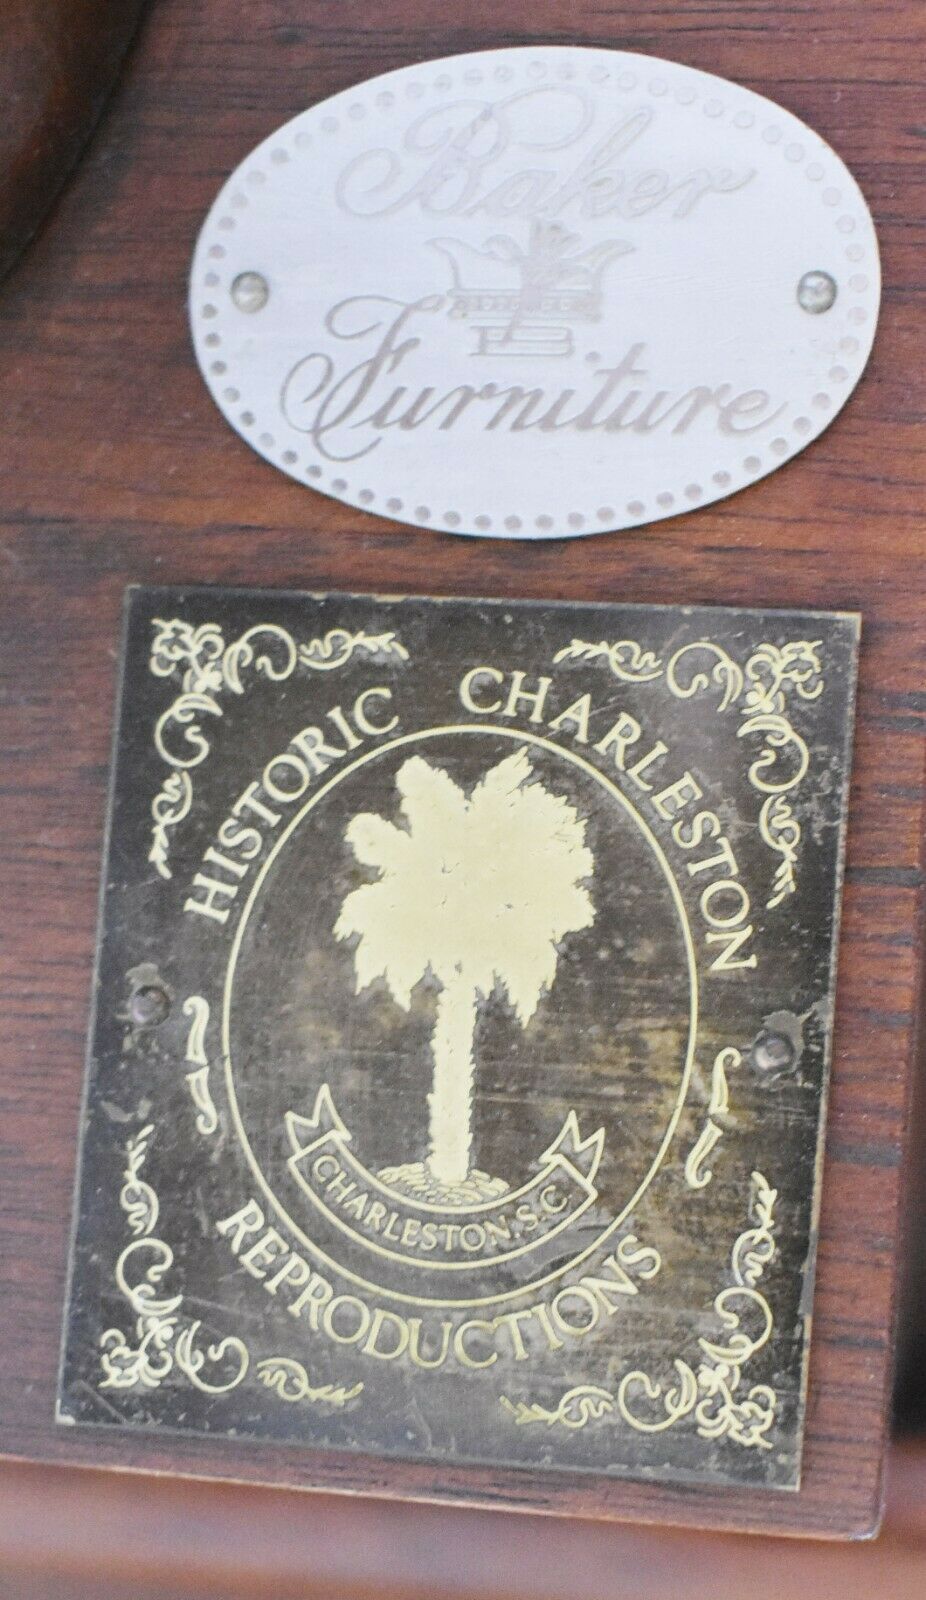 Baker
B
Furniture
HISTORIC CHARLESTON
CHARLESTON, S.C.
REPRODUCTIONS